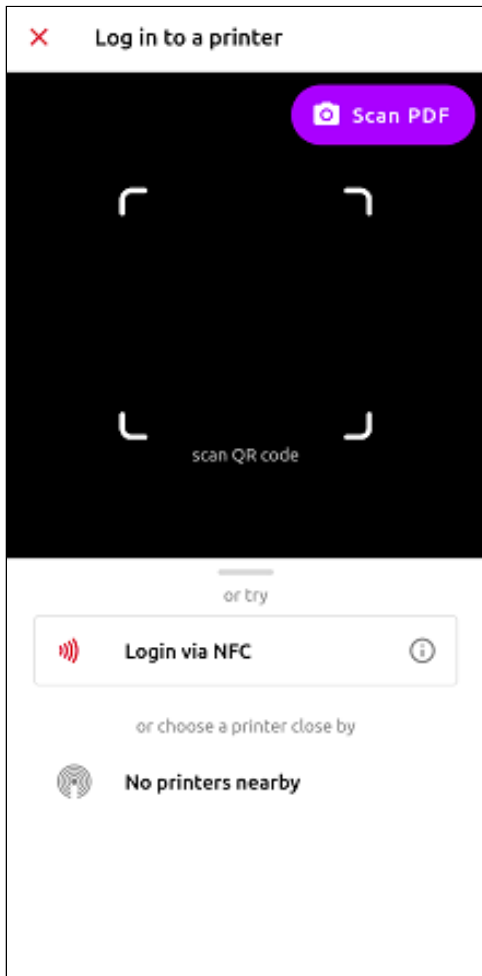 Log in to a printer
Scan PDF
scan QR code
or try
Login via NFC
or choose a printer close by
No printers nearby